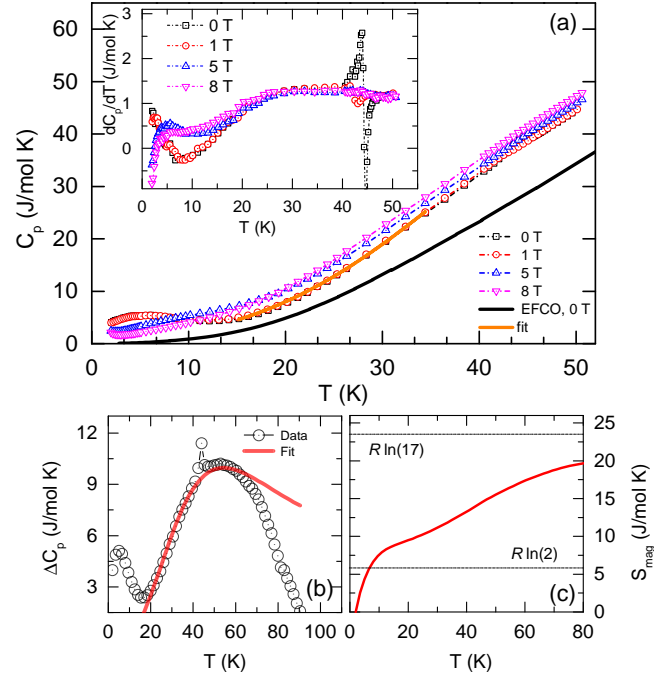 (a)
0 T
1 T
5 T
8 T
dC_p/dT (J/mol K)
3
2
1
0
0 10 20 30 40 50
T (K)
C_p (J/mol K)
60
50
40
30
20
10
0
0 T
1 T
5 T
8 T
EFCO, 0 T
fit
0 10 20 30 40 50
T (K)
ΔC_p (J/mol K)
12
9
6
3
Data
Fit
(b)
0 20 40 60 80 100
T (K)
R ln(17)
R ln(2)
(c)
25
20
15
10
5
0
S_mag (J/mol K)
0 20 40 60 80
T (K)